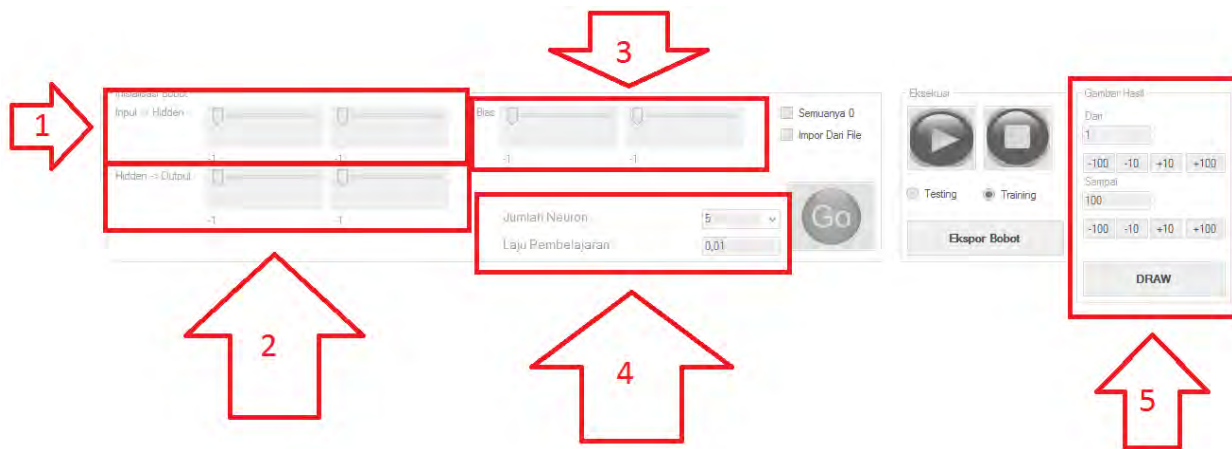 3
1
Inisialisasi Bobot
Input -> Hidden
-1 -1
Hidden -> Output
-1 -1
Bias
-1 -1
Semuanya 0
Impor Dari File
Jumlah Neuron 5
Laju Pembelajaran 0,01
Go
Eksekusi
Testing Training
Ekspor Bobot
Gambar Hasil
Dari
1
-100 -10 +10 +100
Sampai
100
-100 -10 +10 +100
DRAW
2
4
5